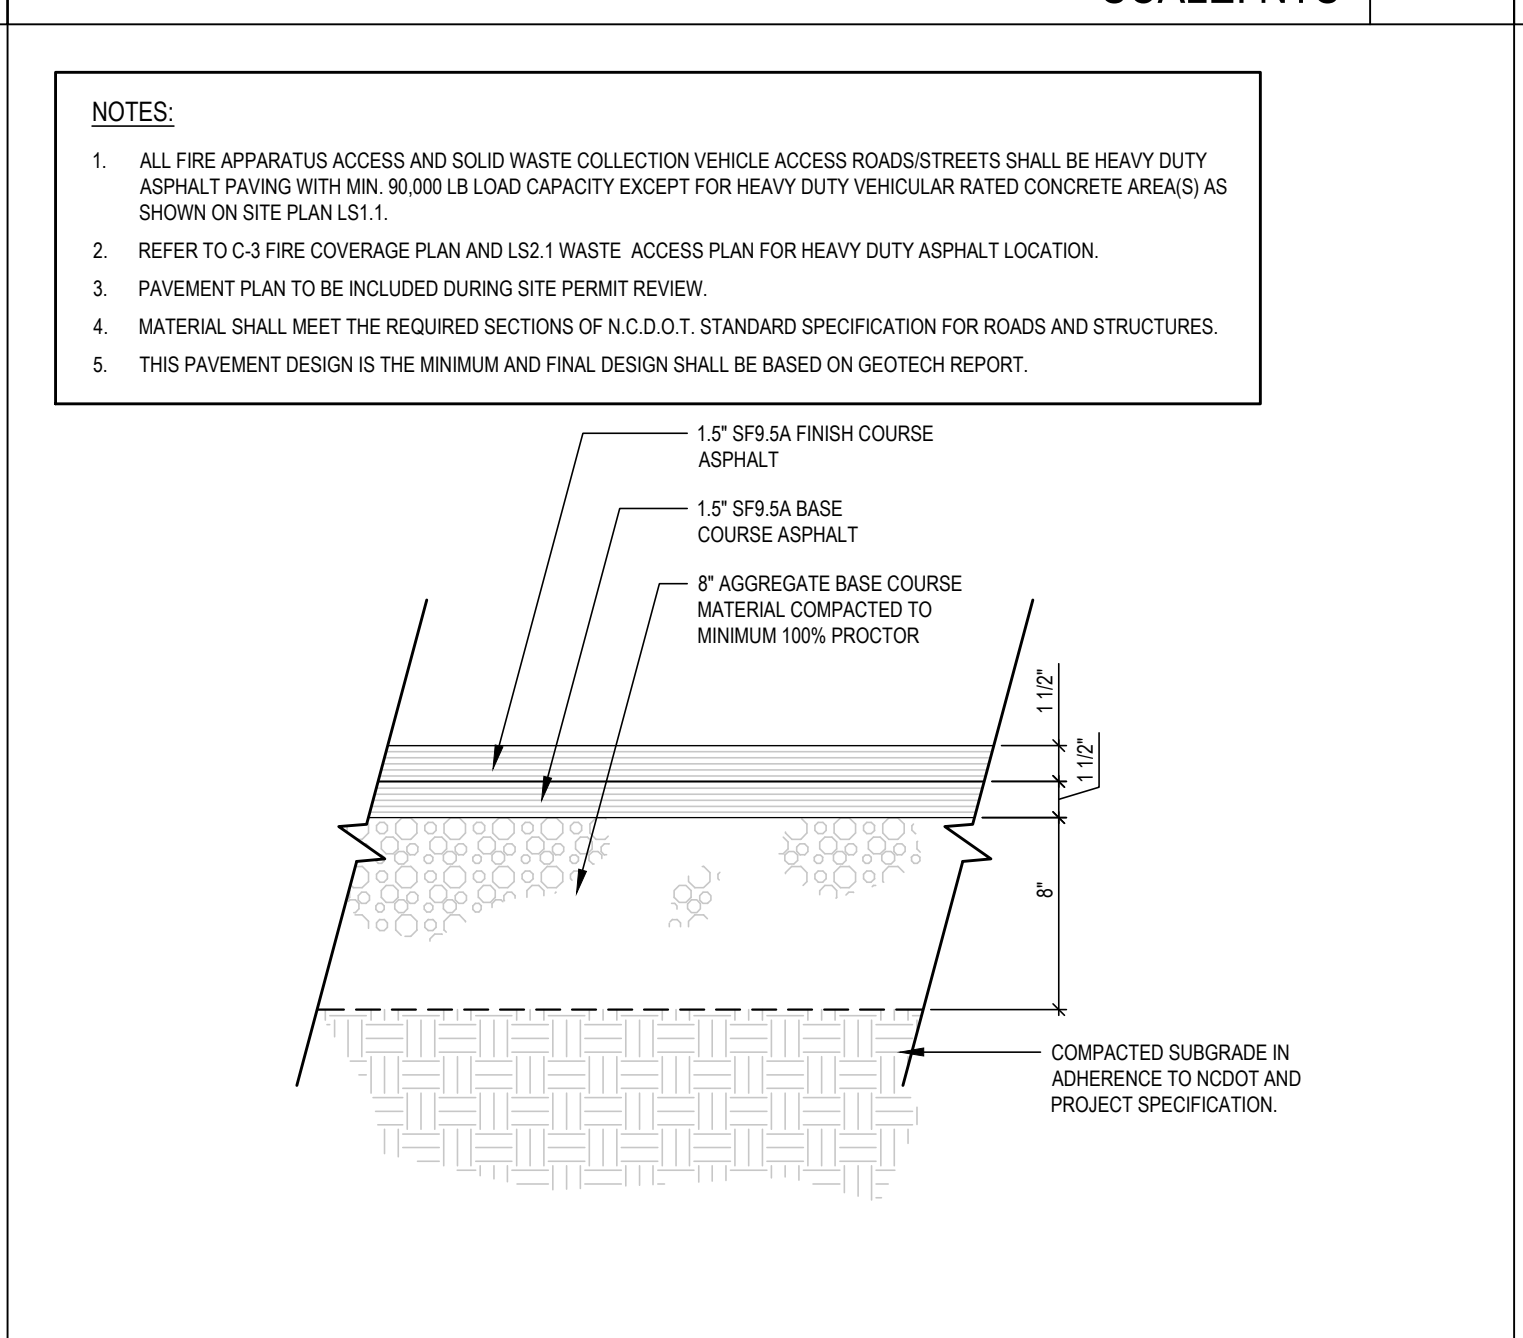 NOTES:
1. ALL FIRE APPARATUS ACCESS AND SOLID WASTE COLLECTION VEHICLE ACCESS ROADS/STREETS SHALL BE HEAVY DUTY
ASPHALT PAVING WITH MIN. 90,000 LB LOAD CAPACITY EXCEPT FOR HEAVY DUTY VEHICULAR RATED CONCRETE AREA(S) AS
SHOWN ON SITE PLAN LS1.1.
2. REFER TO C-3 FIRE COVERAGE PLAN AND LS2.1 WASTE ACCESS PLAN FOR HEAVY DUTY ASPHALT LOCATION.
3. PAVEMENT PLAN TO BE INCLUDED DURING SITE PERMIT REVIEW.
4. MATERIAL SHALL MEET THE REQUIRED SECTIONS OF N.C.D.O.T. STANDARD SPECIFICATION FOR ROADS AND STRUCTURES.
5. THIS PAVEMENT DESIGN IS THE MINIMUM AND FINAL DESIGN SHALL BE BASED ON GEOTECH REPORT.
1.5" SF9.5A FINISH COURSE
ASPHALT
1.5" SF9.5A BASE
COURSE ASPHALT
8" AGGREGATE BASE COURSE
MATERIAL COMPACTED TO
MINIMUM 100% PROCTOR
1 1/2"
1 1/2"
8"
COMPACTED SUBGRADE IN
ADHERENCE TO NCDOT AND
PROJECT SPECIFICATION.